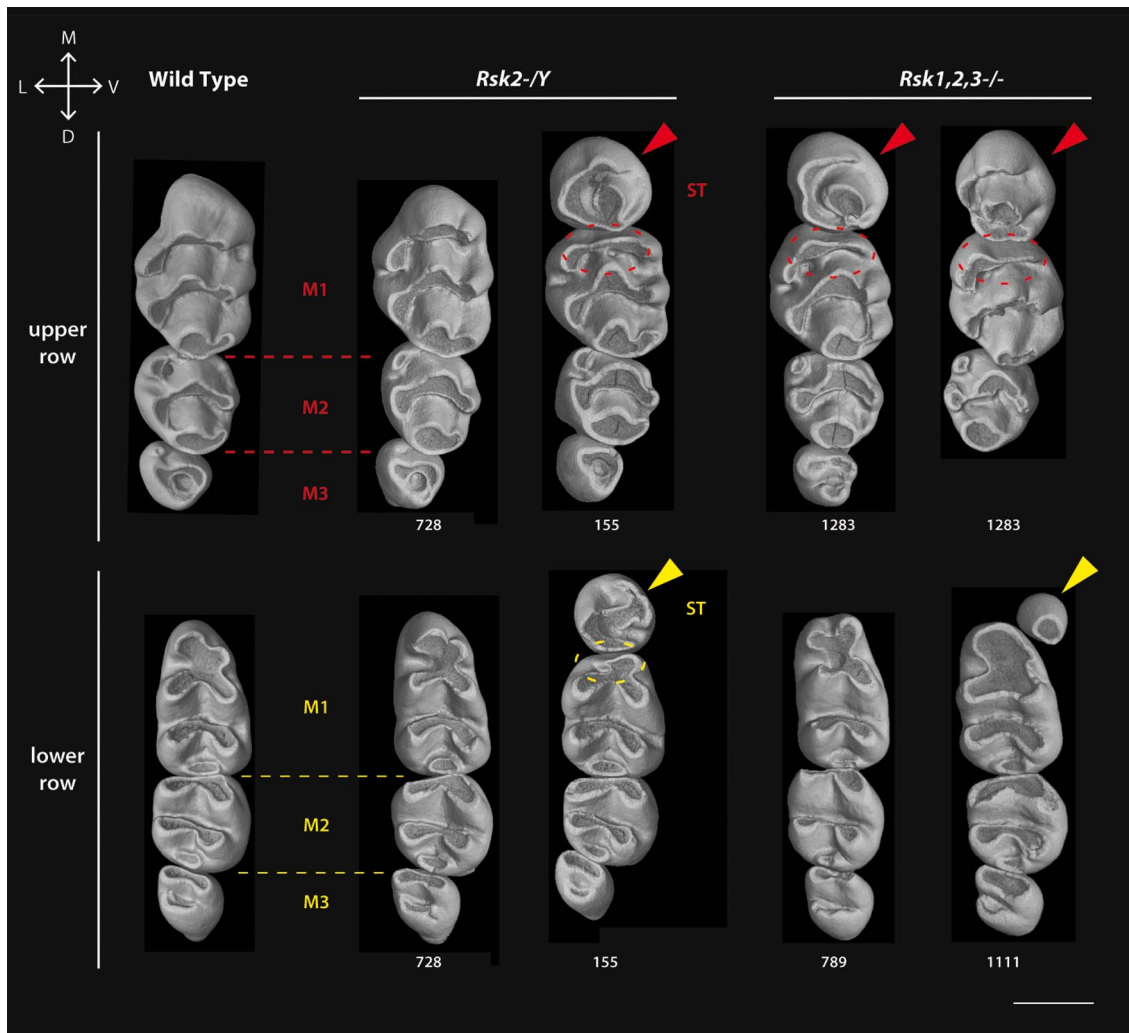 M
L V
D
Wild Type
Rsk2-/Y
Rsk1,2,3-/-
upper
row
ST
M1
M2
M3
728
155
1283
1283
lower
row
ST
M1
M2
M3
728
155
789
1111